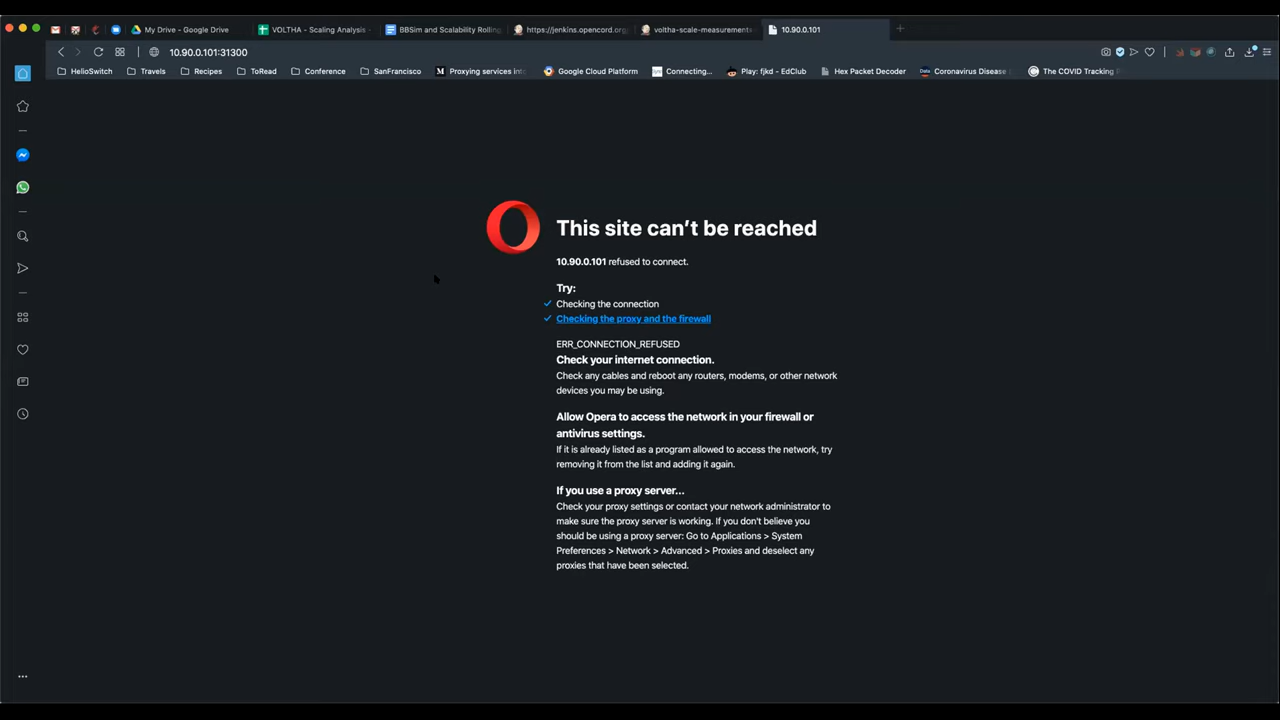 My Drive - Google Drive
VOLTHA - Scaling Analysis -
BBSim and Scalability Rolling
https://jenkins.opencord.org
voltha-scale-measurements
10.90.0.101
10.90.0.101:31300
HelioSwitch
Travels
Recipes
ToRead
Conference
SanFrancisco
Proxying services into
Google Cloud Platform
Connecting...
Play: fjkd - EdClub
Hex Packet Decoder
Coronavirus Disease
The COVID Tracking P
This site can't be reached
10.90.0.101 refused to connect.
Try:
Checking the connection
Checking the proxy and the firewall
ERR_CONNECTION_REFUSED
Check your internet connection.
Check any cables and reboot any routers, modems, or other network
devices you may be using.
Allow Opera to access the network in your firewall or
antivirus settings.
If it is already listed as a program allowed to access the network, try
removing it from the list and adding it again.
If you use a proxy server...
Check your proxy settings or contact your network administrator to
make sure the proxy server is working. If you don't believe you
should be using a proxy server: Go to Applications > System
Preferences > Network > Advanced > Proxies and deselect any
proxies that have been selected.